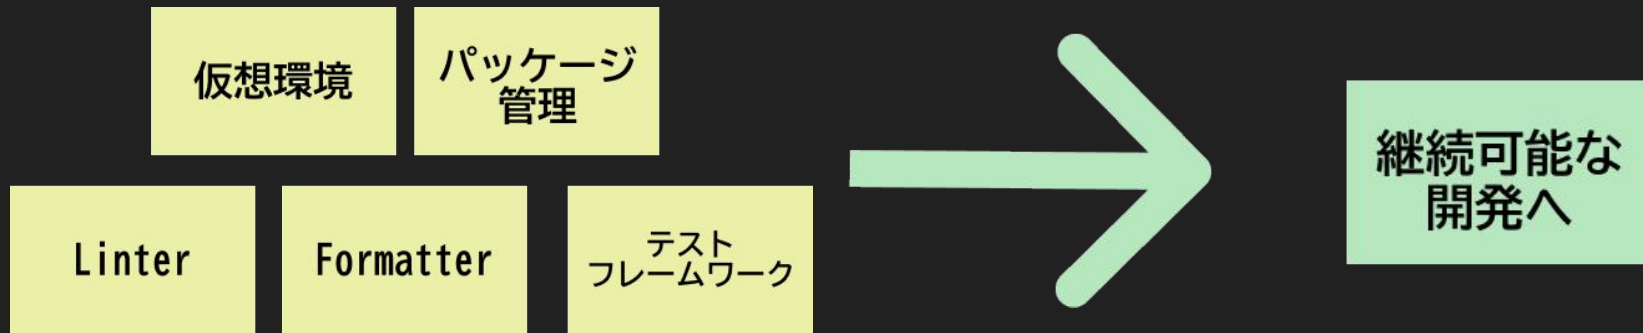 仮想環境
パッケージ
管理
Linter
Formatter
テスト
フレームワーク
継続可能な
開発へ